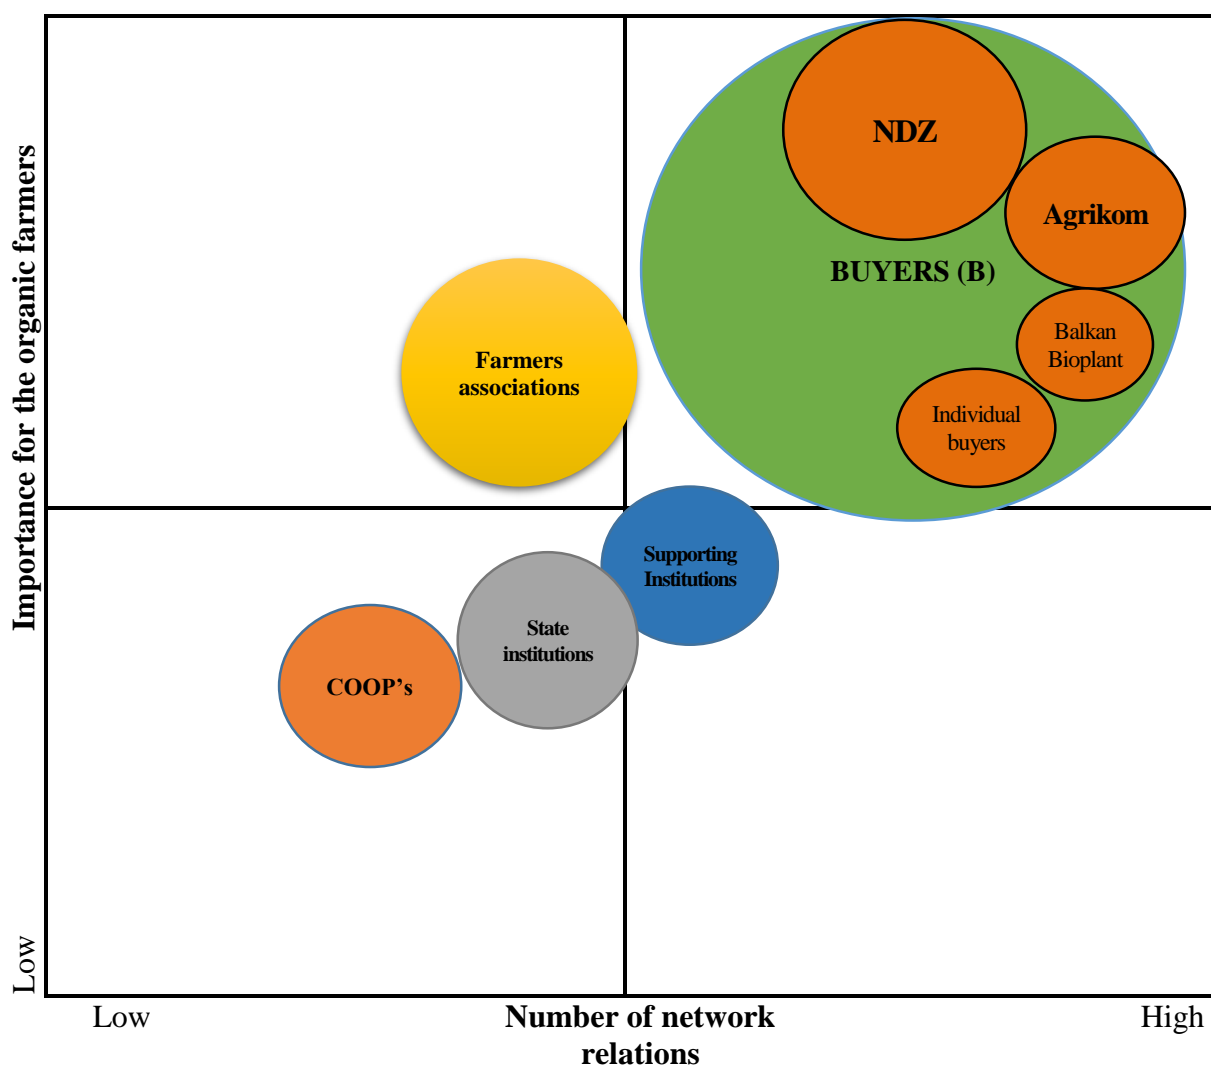 Importance for the organic farmers
Low
NDZ
Agrikom
BUYERS (B)
Balkan
Bioplant
Individual
buyers
Farmers
associations
Supporting
Institutions
State
institutions
COOP’s
Low
Number of network
relations
High